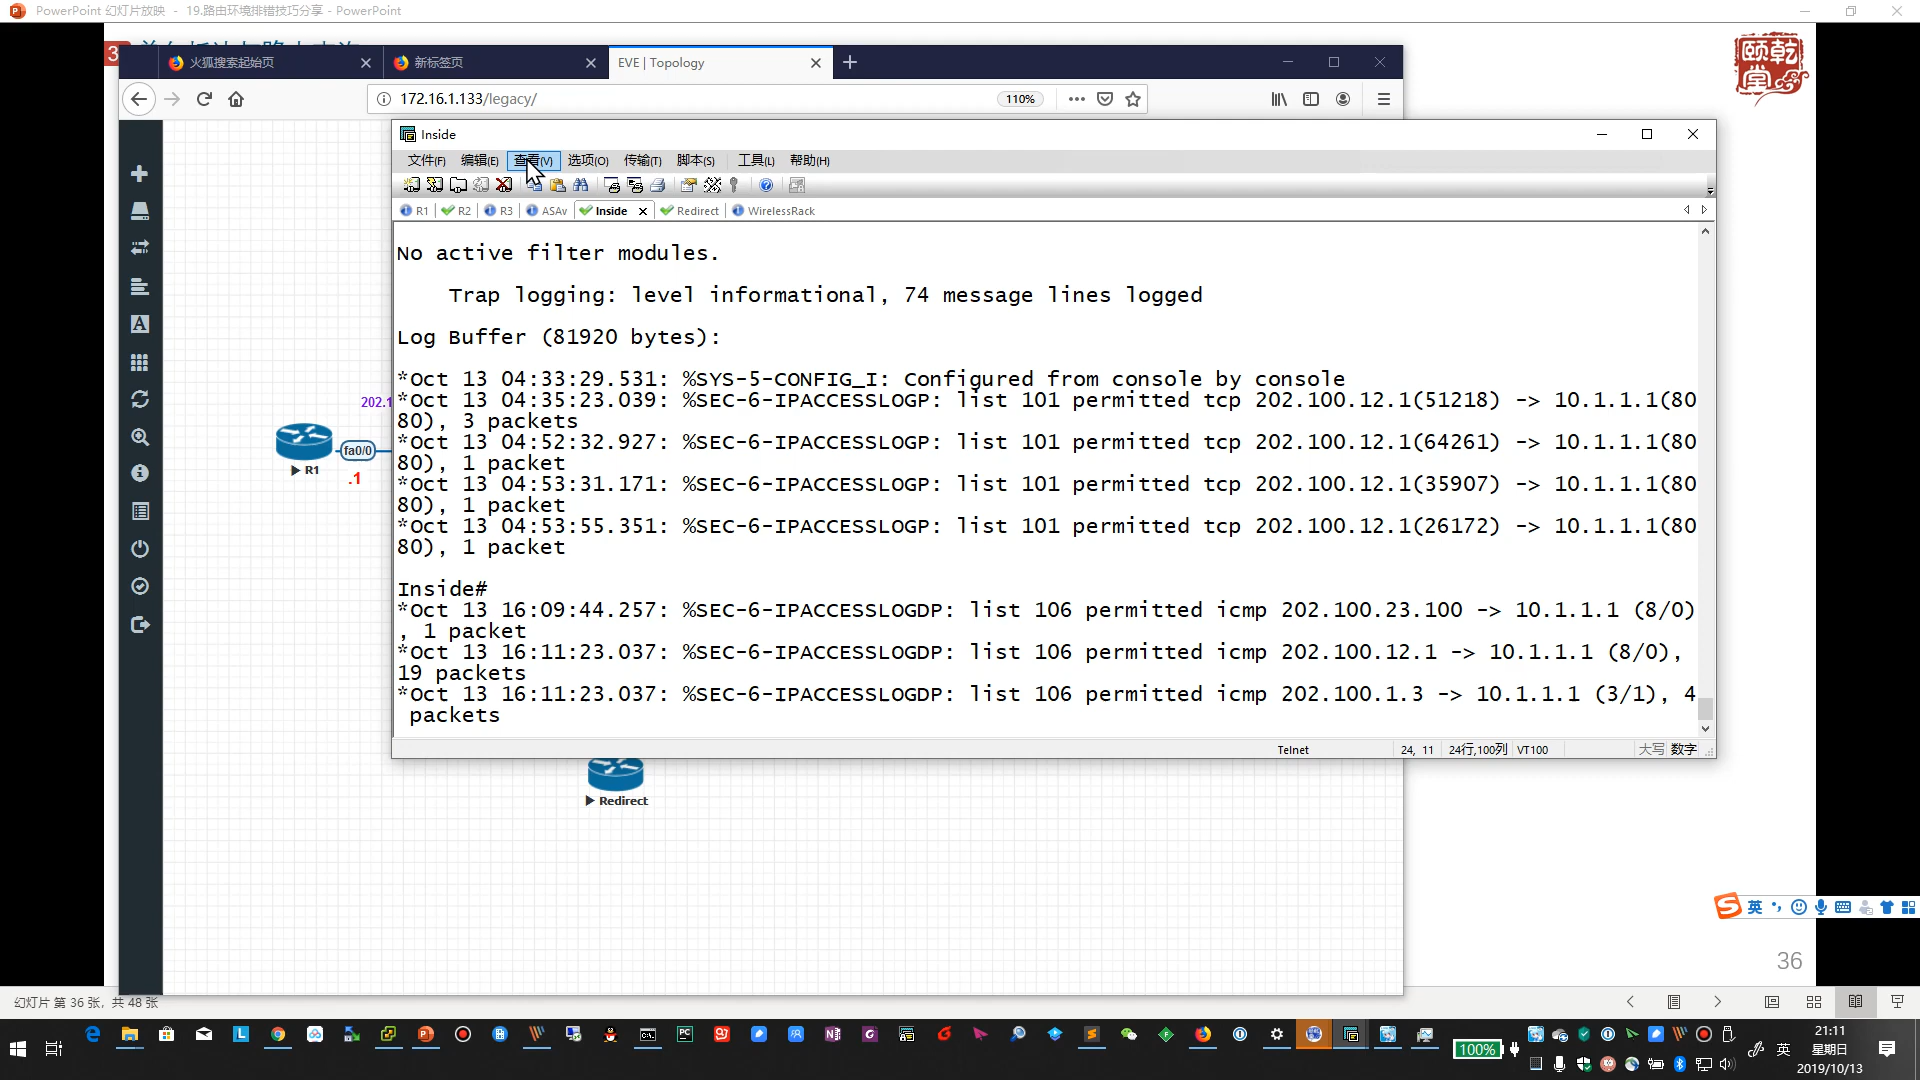 PowerPoint 幻灯片放映 - 19.路由环境排错技巧分享 - PowerPoint
3
火狐搜索起始页
新标签页
EVE | Topology
172.16.1.133/legacy/
110%
Inside
文件(F) 编辑(E) 查看(V) 选项(O) 传输(T) 脚本(S) 工具(L) 帮助(H)
R1 R2 R3 ASAv Inside Redirect WirelessRack
No active filter modules.
Trap logging: level informational, 74 message lines logged
Log Buffer (81920 bytes):
*Oct 13 04:33:29.531: %SYS-5-CONFIG_I: Configured from console by console
*Oct 13 04:35:23.039: %SEC-6-IPACCESSLOGP: list 101 permitted tcp 202.100.12.1(51218) -> 10.1.1.1(80
80), 3 packets
*Oct 13 04:52:32.927: %SEC-6-IPACCESSLOGP: list 101 permitted tcp 202.100.12.1(64261) -> 10.1.1.1(80
80), 1 packet
*Oct 13 04:53:31.171: %SEC-6-IPACCESSLOGP: list 101 permitted tcp 202.100.12.1(35907) -> 10.1.1.1(80
80), 1 packet
*Oct 13 04:53:55.351: %SEC-6-IPACCESSLOGP: list 101 permitted tcp 202.100.12.1(26172) -> 10.1.1.1(80
80), 1 packet
Inside#
*Oct 13 16:09:44.257: %SEC-6-IPACCESSLOGDP: list 106 permitted icmp 202.100.23.100 -> 10.1.1.1 (8/0)
, 1 packet
*Oct 13 16:11:23.037: %SEC-6-IPACCESSLOGDP: list 106 permitted icmp 202.100.12.1 -> 10.1.1.1 (8/0),
19 packets
*Oct 13 16:11:23.037: %SEC-6-IPACCESSLOGDP: list 106 permitted icmp 202.100.1.3 -> 10.1.1.1 (3/1), 4
packets
Telnet 24, 11 24行,100列 VT100 大写 数字
202.1
fa0/0
R1
.1
Redirect
颐乾堂
英
36
幻灯片 第 36 张，共 48 张
100%
英
21:11
星期日
2019/10/13